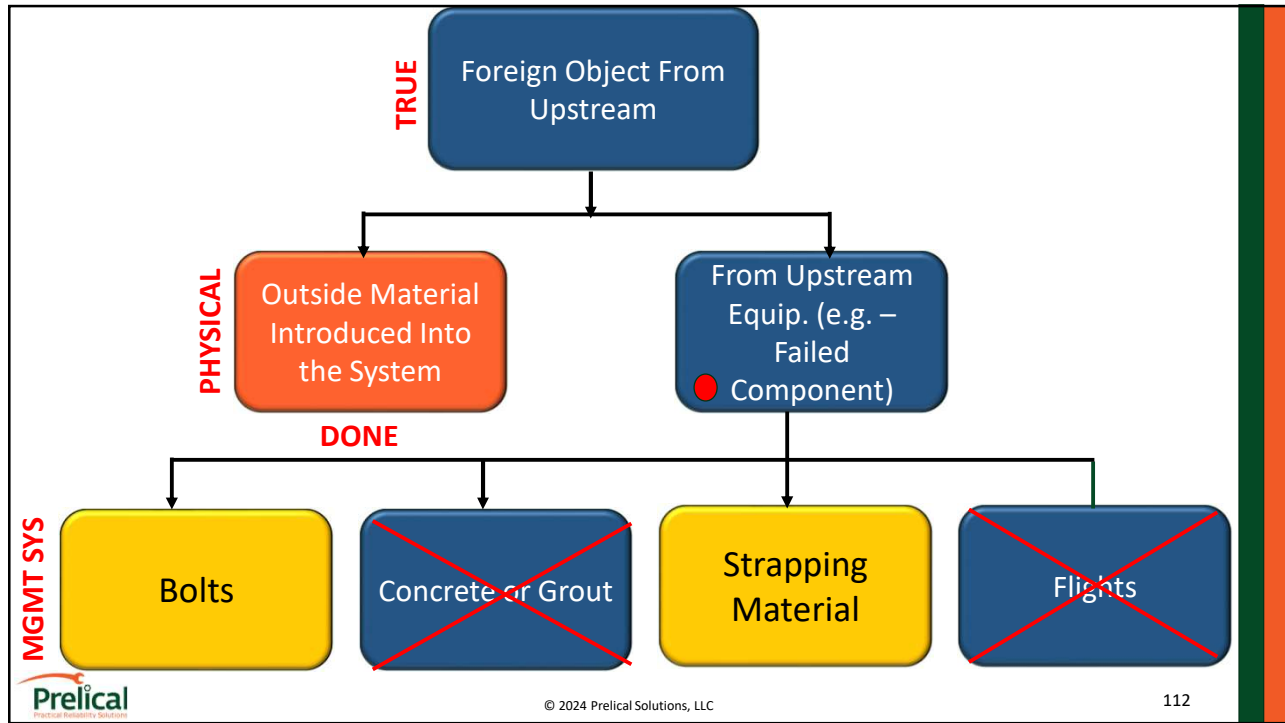 TRUE
Foreign Object From
Upstream
PHYSICAL
Outside Material
Introduced Into
the System
From Upstream
Equip. (e.g. –
Failed
Component)
DONE
MGMT SYS
Bolts
Concrete or Grout
Strapping
Material
Flights
Prelical
Practical Reliability Solutions
© 2024 Prelical Solutions, LLC
112